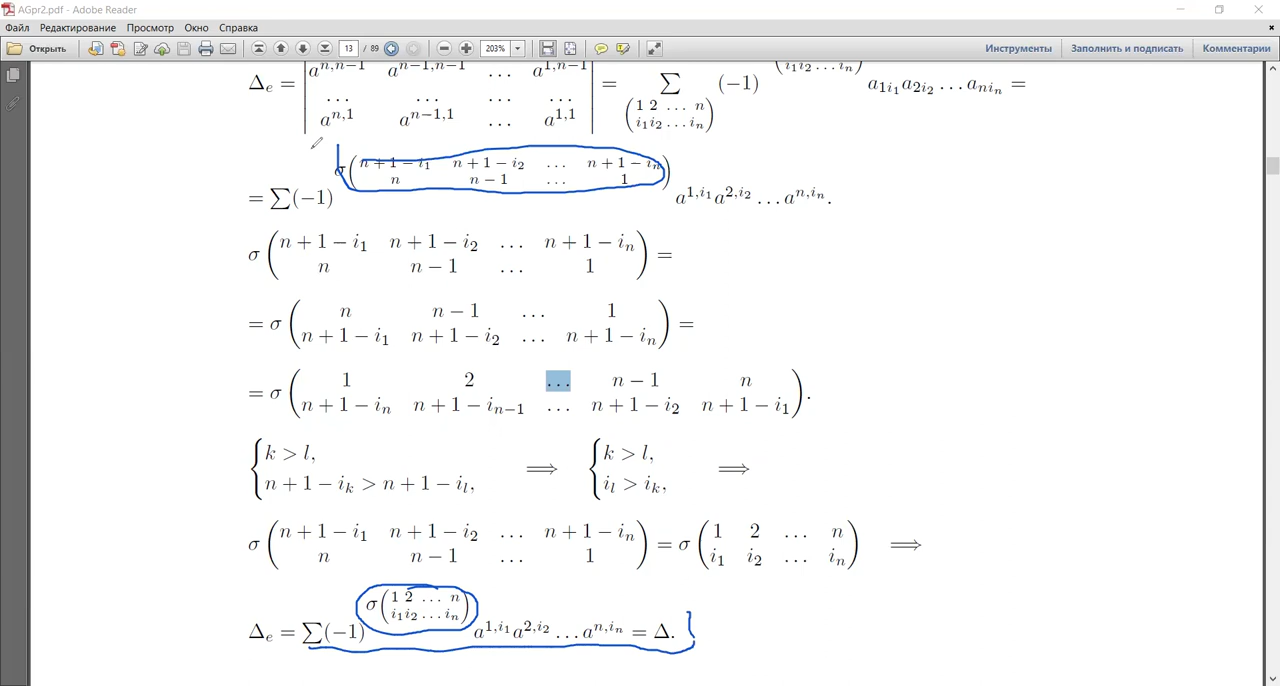 AGpr2.pdf - Adobe Reader
Файл Редактирование Просмотр Окно Справка
Открыть 13 / 89 203% Инструменты Заполнить и подписать Комментарии
Δ_e = | a^{n,n−1} a^{n−1,n−1} … a^{1,n−1} | = ∑ (−1)^{(i_1 i_2 … i_n)} a_{1i_1} a_{2i_2} … a_{ni_n} =
… … … …
a^{n,1} a^{n−1,1} … a^{1,1}
(1 2 … n)
(i_1 i_2 … i_n)
σ(n + 1 − i_1 n + 1 − i_2 … n + 1 − i_n)
n n − 1 … 1
= ∑(−1) a^{1,i_1} a^{2,i_2} … a^{n,i_n}.
σ (n + 1 − i_1 n + 1 − i_2 … n + 1 − i_n) =
n n − 1 … 1
= σ (n n − 1 … 1) =
n + 1 − i_1 n + 1 − i_2 … n + 1 − i_n
= σ (1 2 … n − 1 n).
n + 1 − i_n n + 1 − i_{n−1} … n + 1 − i_2 n + 1 − i_1
{k > l, ⟹ {k > l, ⟹
n + 1 − i_k > n + 1 − i_l, i_l > i_k,
σ (n + 1 − i_1 n + 1 − i_2 … n + 1 − i_n) = σ (1 2 … n) ⟹
n n − 1 … 1 i_1 i_2 … i_n
σ(1 2 … n)
(i_1 i_2 … i_n)
Δ_e = ∑(−1) a^{1,i_1} a^{2,i_2} … a^{n,i_n} = Δ.